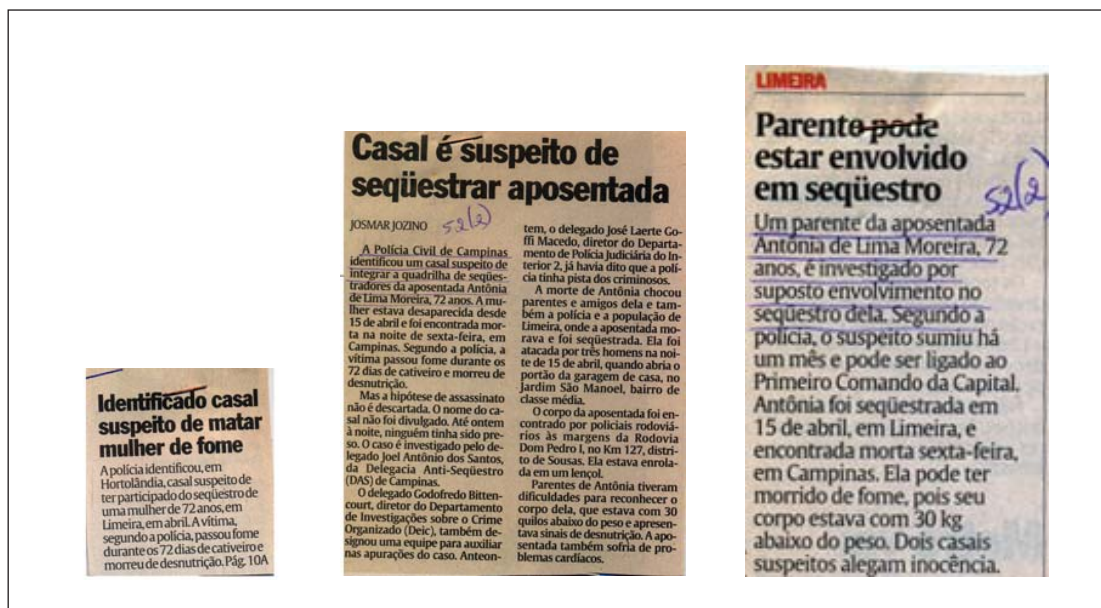 Identificado casal
suspeito de matar
mulher de fome
A polícia identificou, em
Hortolândia, casal suspeito de
ter participado do seqüestro de
uma mulher de 72 anos, em
Limeira, em abril. A vítima,
segundo a polícia, passou fome
durante os 72 dias de cativeiro e
morreu de desnutrição. Pág. 10A
Casal é suspeito de
seqüestrar aposentada
JOSMAR JOZINO
52(2)
A Polícia Civil de Campinas
identificou um casal suspeito de
integrar a quadrilha de seqües-
tradores da aposentada Antônia
de Lima Moreira, 72 anos. A mu-
lher estava desaparecida desde
15 de abril e foi encontrada mor-
ta na noite de sexta-feira, em
Campinas. Segundo a polícia, a
vítima passou fome durante os
72 dias de cativeiro e morreu de
desnutrição.
Mas a hipótese de assassinato
não é descartada. O nome do ca-
sal não foi divulgado. Até ontem
à noite, ninguém tinha sido pre-
so. O caso é investigado pelo de-
legado Joel Antônio dos Santos,
da Delegacia Anti-Seqüestro
(DAS) de Campinas.
O delegado Godofredo Bitten-
court, diretor do Departamento
de Investigações sobre o Crime
Organizado (Deic), também de-
signou uma equipe para auxiliar
nas apurações do caso. Anteon-
tem, o delegado José Laerte Go-
ffi Macedo, diretor do Departa-
mento de Polícia Judiciária do In-
terior 2, já havia dito que a polí-
cia tinha pista dos criminosos.
A morte de Antônia chocou
parentes e amigos dela e tam-
bém a polícia e a população de
Limeira, onde a aposentada mo-
rava e foi seqüestrada. Ela foi
atacada por três homens na noi-
te de 15 de abril, quando abria o
portão da garagem de casa, no
Jardim São Manoel, bairro de
classe média.
O corpo da aposentada foi en-
contrado por policiais rodoviá-
rios às margens da Rodovia
Dom Pedro I, no Km 127, distri-
to de Sousas. Ela estava enrola-
da em um lençol.
Parentes de Antônia tiveram
dificuldades para reconhecer o
corpo dela, que estava com 30
quilos abaixo do peso e apresen-
tava sinais de desnutrição. A apo-
sentada também sofria de pro-
blemas cardíacos.
LIMEIRA
Parente pode
estar envolvido
em seqüestro
52(2)
Um parente da aposentada
Antônia de Lima Moreira, 72
anos, é investigado por
suposto envolvimento no
seqüestro dela. Segundo a
polícia, o suspeito sumiu há
um mês e pode ser ligado ao
Primeiro Comando da Capital.
Antônia foi seqüestrada em
15 de abril, em Limeira, e
encontrada morta sexta-feira,
em Campinas. Ela pode ter
morrido de fome, pois seu
corpo estava com 30 kg
abaixo do peso. Dois casais
suspeitos alegam inocência.